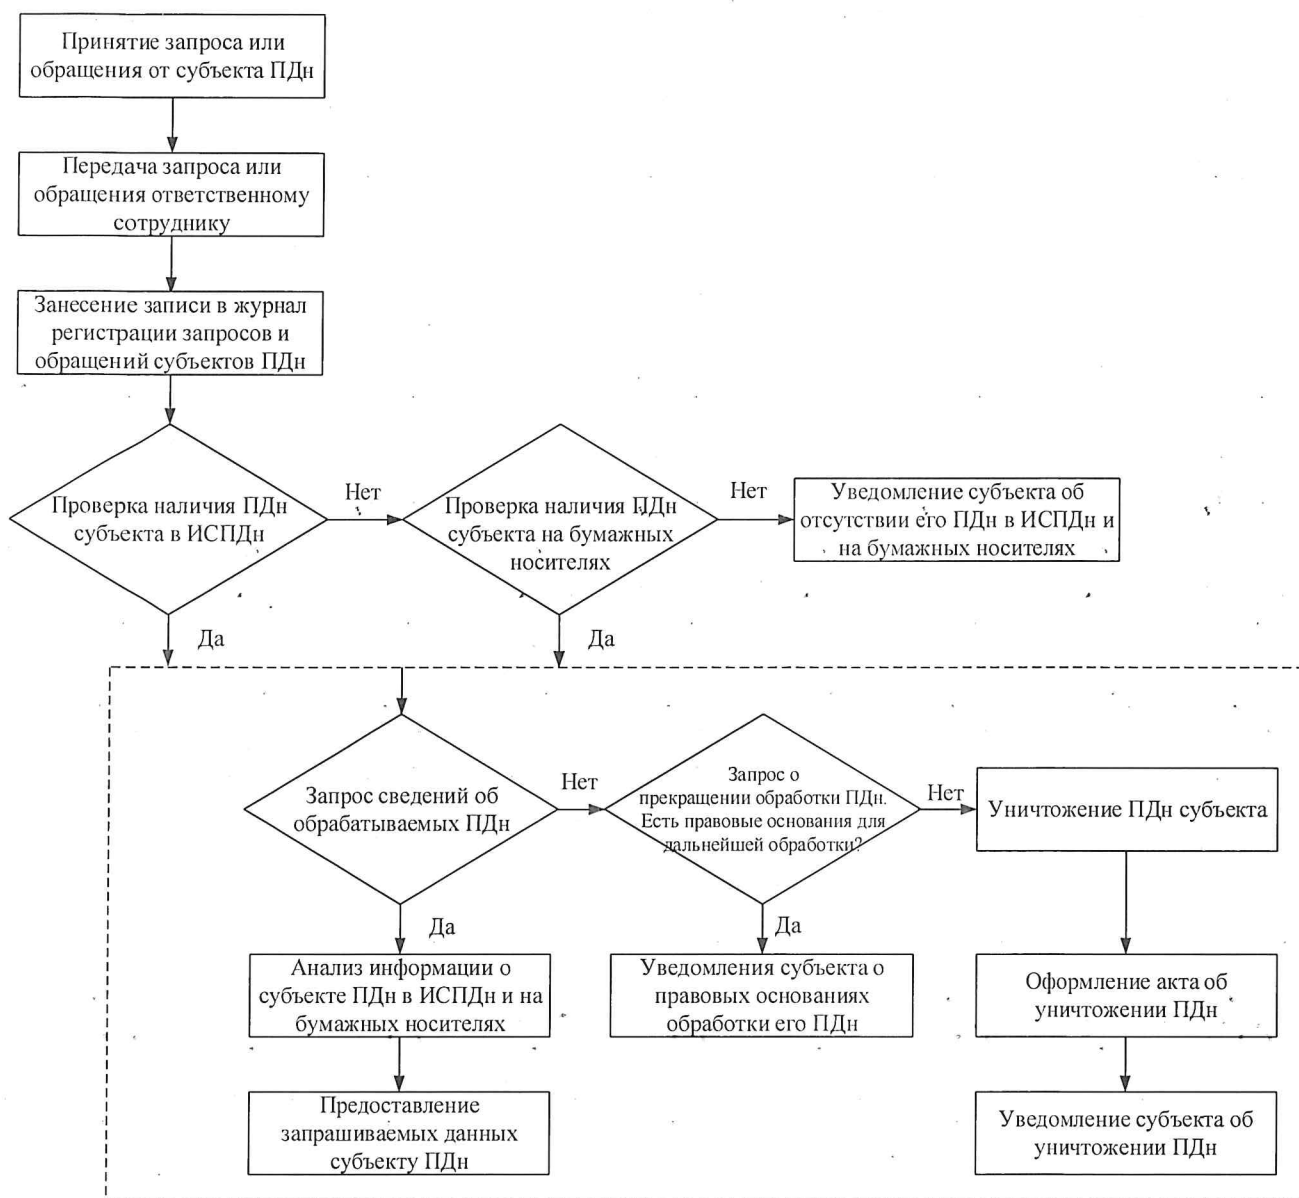 Принятие запроса или
обращения от субъекта ПДн
Передача запроса или
обращения ответственному
сотруднику
Занесение записи в журнал
регистрации запросов и
обращений субъектов ПДн
Проверка наличия ПДн
субъекта в ИСПДн
Нет
Проверка наличия ПДн
субъекта на бумажных
носителях
Нет
Уведомление субъекта об
отсутствии его ПДн в ИСПДн и
на бумажных носителях
Да
Да
Запрос сведений об
обрабатываемых ПДн
Нет
Запрос о
прекращении обработки ПДн.
Есть правовые основания для
дальнейшей обработки?
Нет
Уничтожение ПДн субъекта
Да
Да
Анализ информации о
субъекте ПДн в ИСПДн и на
бумажных носителях
Уведомления субъекта о
правовых основаниях
обработки его ПДн
Оформление акта об
уничтожении ПДн
Предоставление
запрашиваемых данных
субъекту ПДн
Уведомление субъекта об
уничтожении ПДн